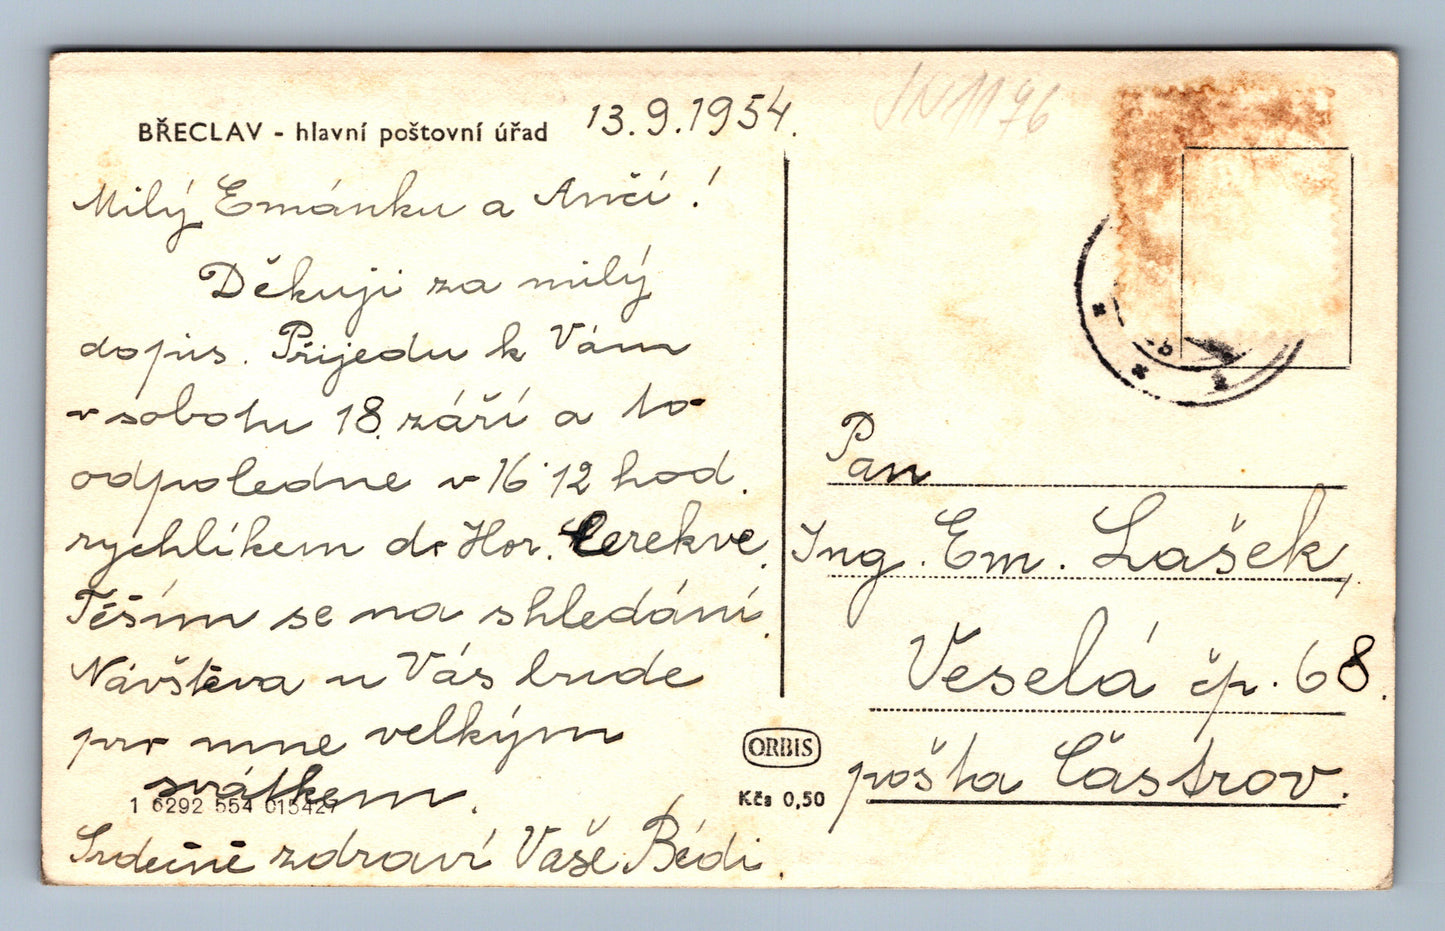 BŘECLAV - hlavní poštovní úřad
13.9.1954.
Milý Emánku a Ančí!
Děkuji za milý
dopis. Přijedu k Vám
v sobotu 18. září a to
odpoledne v 16 12 hod.
rychlíkem do Hor. Cerekve.
Těším se na shledání.
Návštěva u Vás bude
pro mne velkým
svátkem.
1 6292 554 015427
Srdečně zdraví Vaše Bédi.
ORBIS
Kčs 0,50
JN1176
Pan
Ing. Em. Lašek,
Veselá čp. 68.
pošta Částrov.